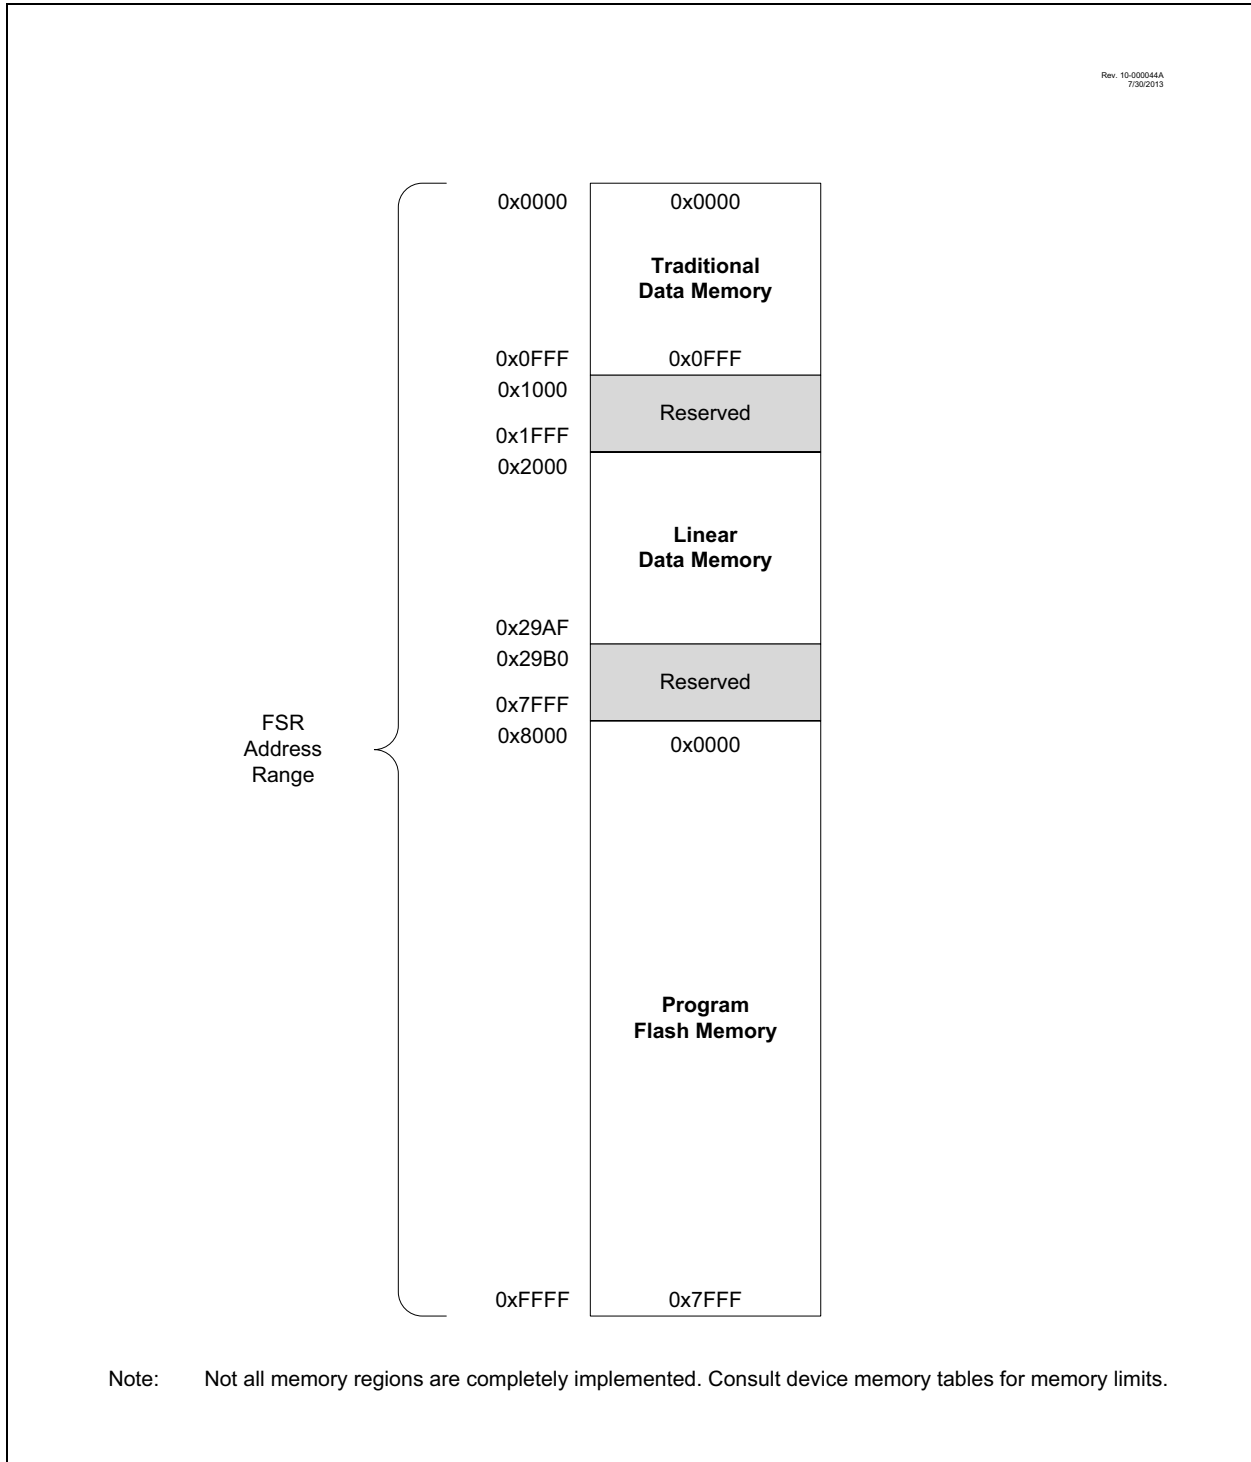 Rev. 10-000044A
7/30/2013
0x0000 0x0000
Traditional
Data Memory
0x0FFF 0x0FFF
0x1000
Reserved
0x1FFF
0x2000
Linear
Data Memory
0x29AF
0x29B0
Reserved
0x7FFF
FSR
Address
Range
0x8000 0x0000
Program
Flash Memory
0xFFFF 0x7FFF
Note: Not all memory regions are completely implemented. Consult device memory tables for memory limits.